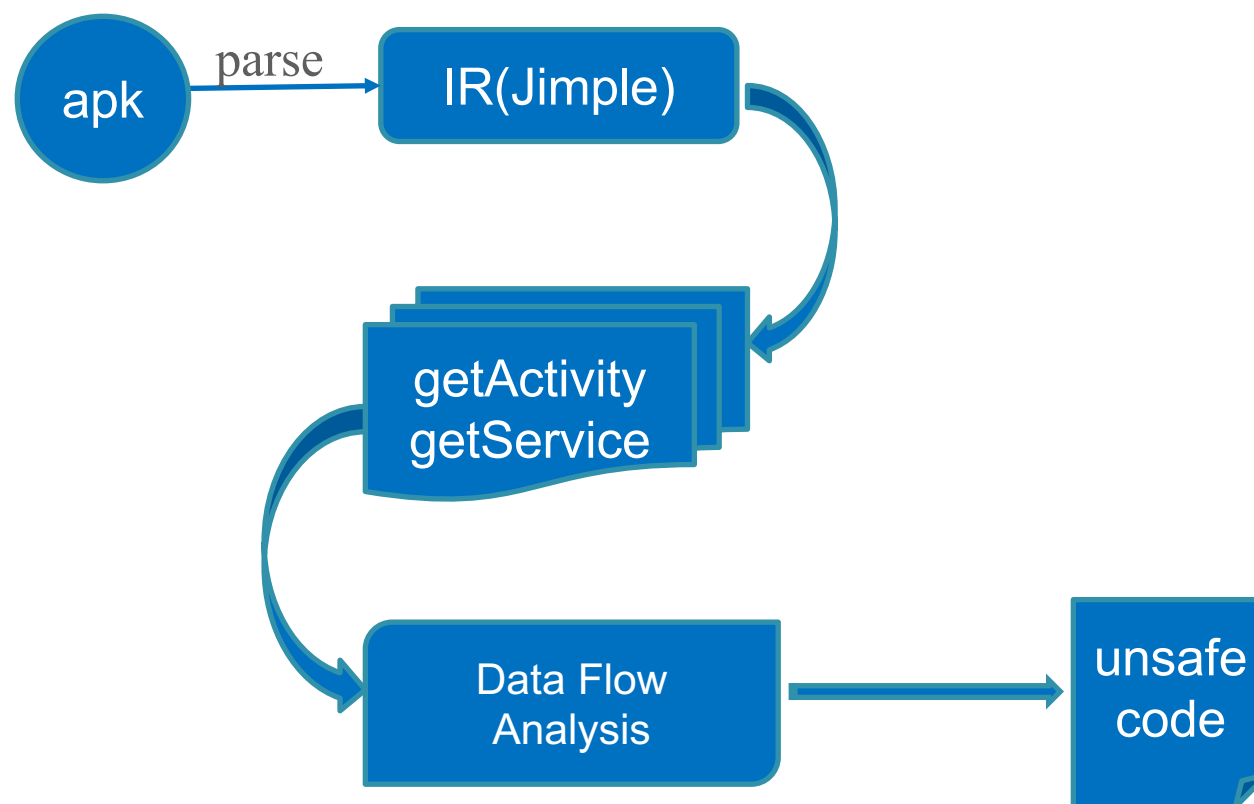 apk
parse
IR(Jimple)
getActivity
getService
Data Flow
Analysis
unsafe
code